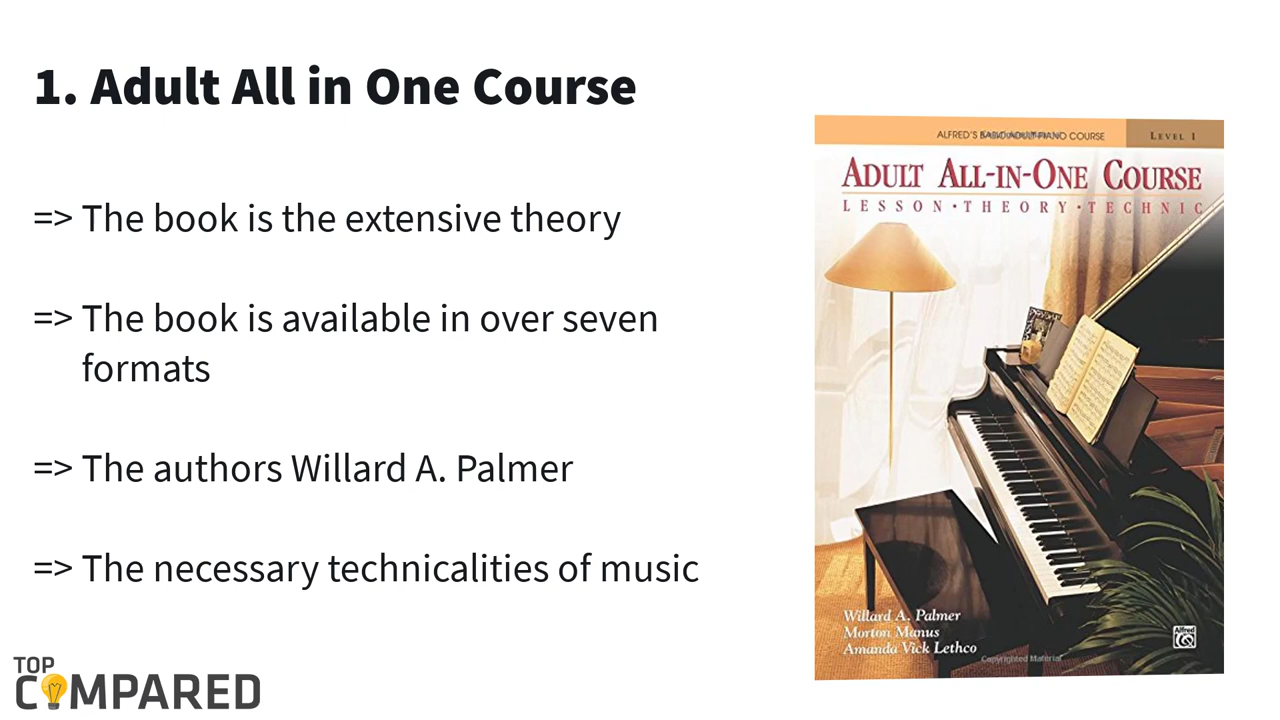 1. Adult All in One Course
=> The book is the extensive theory
=> The book is available in over seven
formats
=> The authors Willard A. Palmer
=> The necessary technicalities of music
TOP
COMPARED
ALFRED'S BASIC ADULT PIANO COURSE
LEVEL 1
ADULT ALL-IN-ONE COURSE
LESSON • THEORY • TECHNIC
Willard A. Palmer
Morton Manus
Amanda Vick Lethco
Alfred
Copyrighted Material